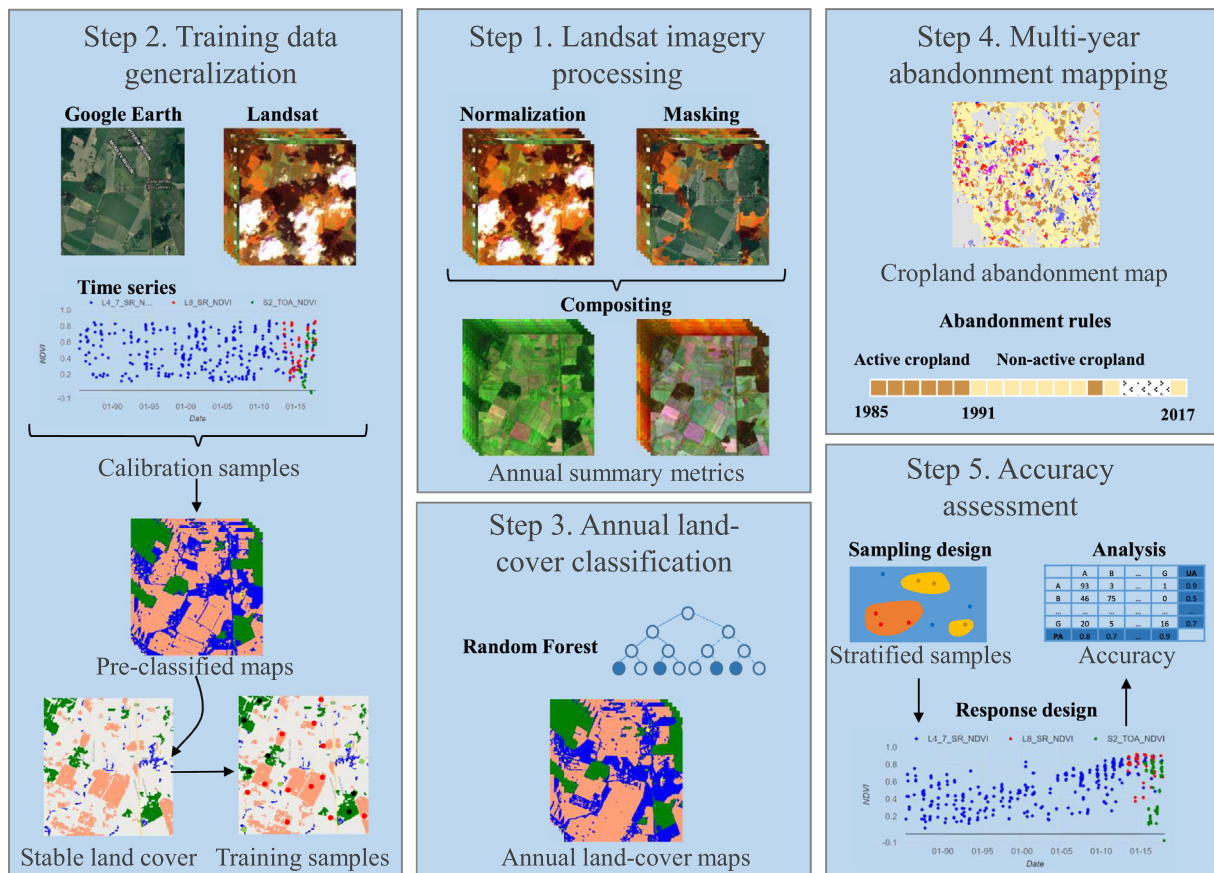 Step 2. Training data
generalization
Google Earth
Landsat
Time series
L4_7_SR_N... L8_SR_NDVI S2_TOA_NDVI
1.0
0.8
0.6
0.4
0.2
-0.1
NDVI
01-90 01-95 01-00 01-05 01-10 01-15
Date
Calibration samples
Pre-classified maps
Stable land cover
Training samples
Step 1. Landsat imagery
processing
Normalization
Masking
Compositing
Annual summary metrics
Step 3. Annual land-
cover classification
Random Forest
Annual land-cover maps
Step 4. Multi-year
abandonment mapping
Cropland abandonment map
Abandonment rules
Active cropland
Non-active cropland
1985 1991 2017
Step 5. Accuracy
assessment
Sampling design
Stratified samples
Analysis
A B ... G UA
A 93 3 ... 1 0.9
B 46 75 ... 0 0.5
... ... ... ... ...
G 20 5 ... 16 0.7
PA 0.8 0.7 ... 0.9
Accuracy
Response design
L4_7_SR_NDVI L8_SR_NDVI S2_TOA_NDVI
1.0
0.8
0.6
0.4
0.2
-0.1
NDVI
01-90 01-95 01-00 01-05 01-10 01-15
Date